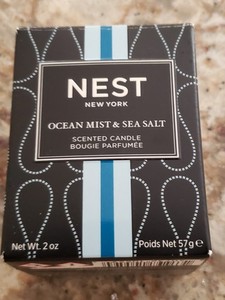 NEST
NEW YORK
OCEAN MIST & SEA SALT
SCENTED CANDLE
BOUGIE PARFUMÉE
Net Wt. 2 oz
Poids Net 57g ℮